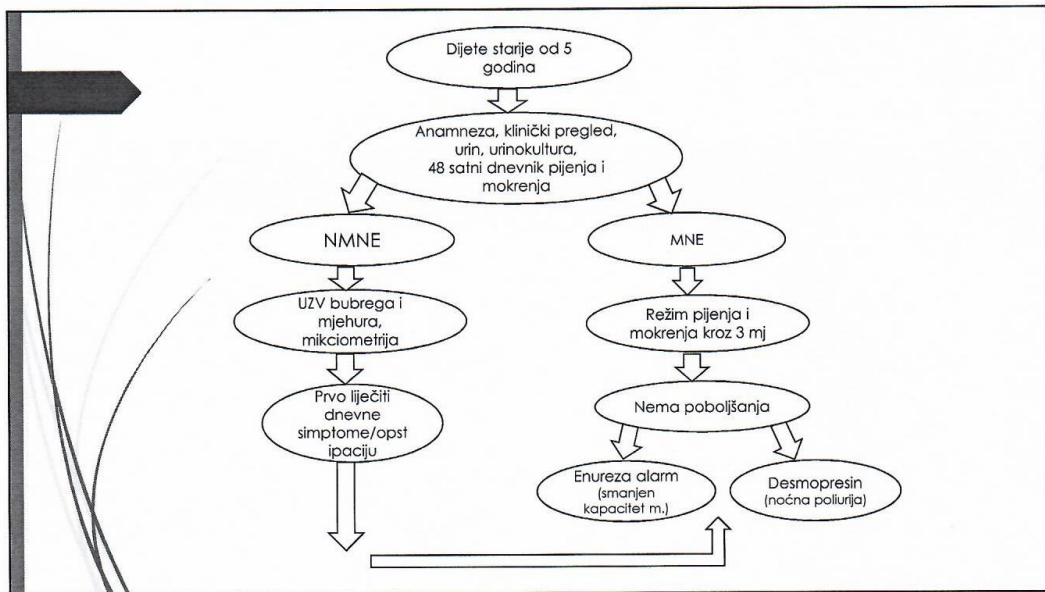 Dijete starije od 5
godina
Anamneza, klinički pregled,
urin, urinokultura,
48 satni dnevnik pijenja i
mokrenja
NMNE
MNE
UZV bubrega i
mjehura,
mikciometrija
Režim pijenja i
mokrenja kroz 3 mj
Prvo liječiti
dnevne
simptome/opst
ipaciju
Nema poboljšanja
Enureza alarm
(smanjen
kapacitet m.)
Desmopresin
(noćna poliurija)